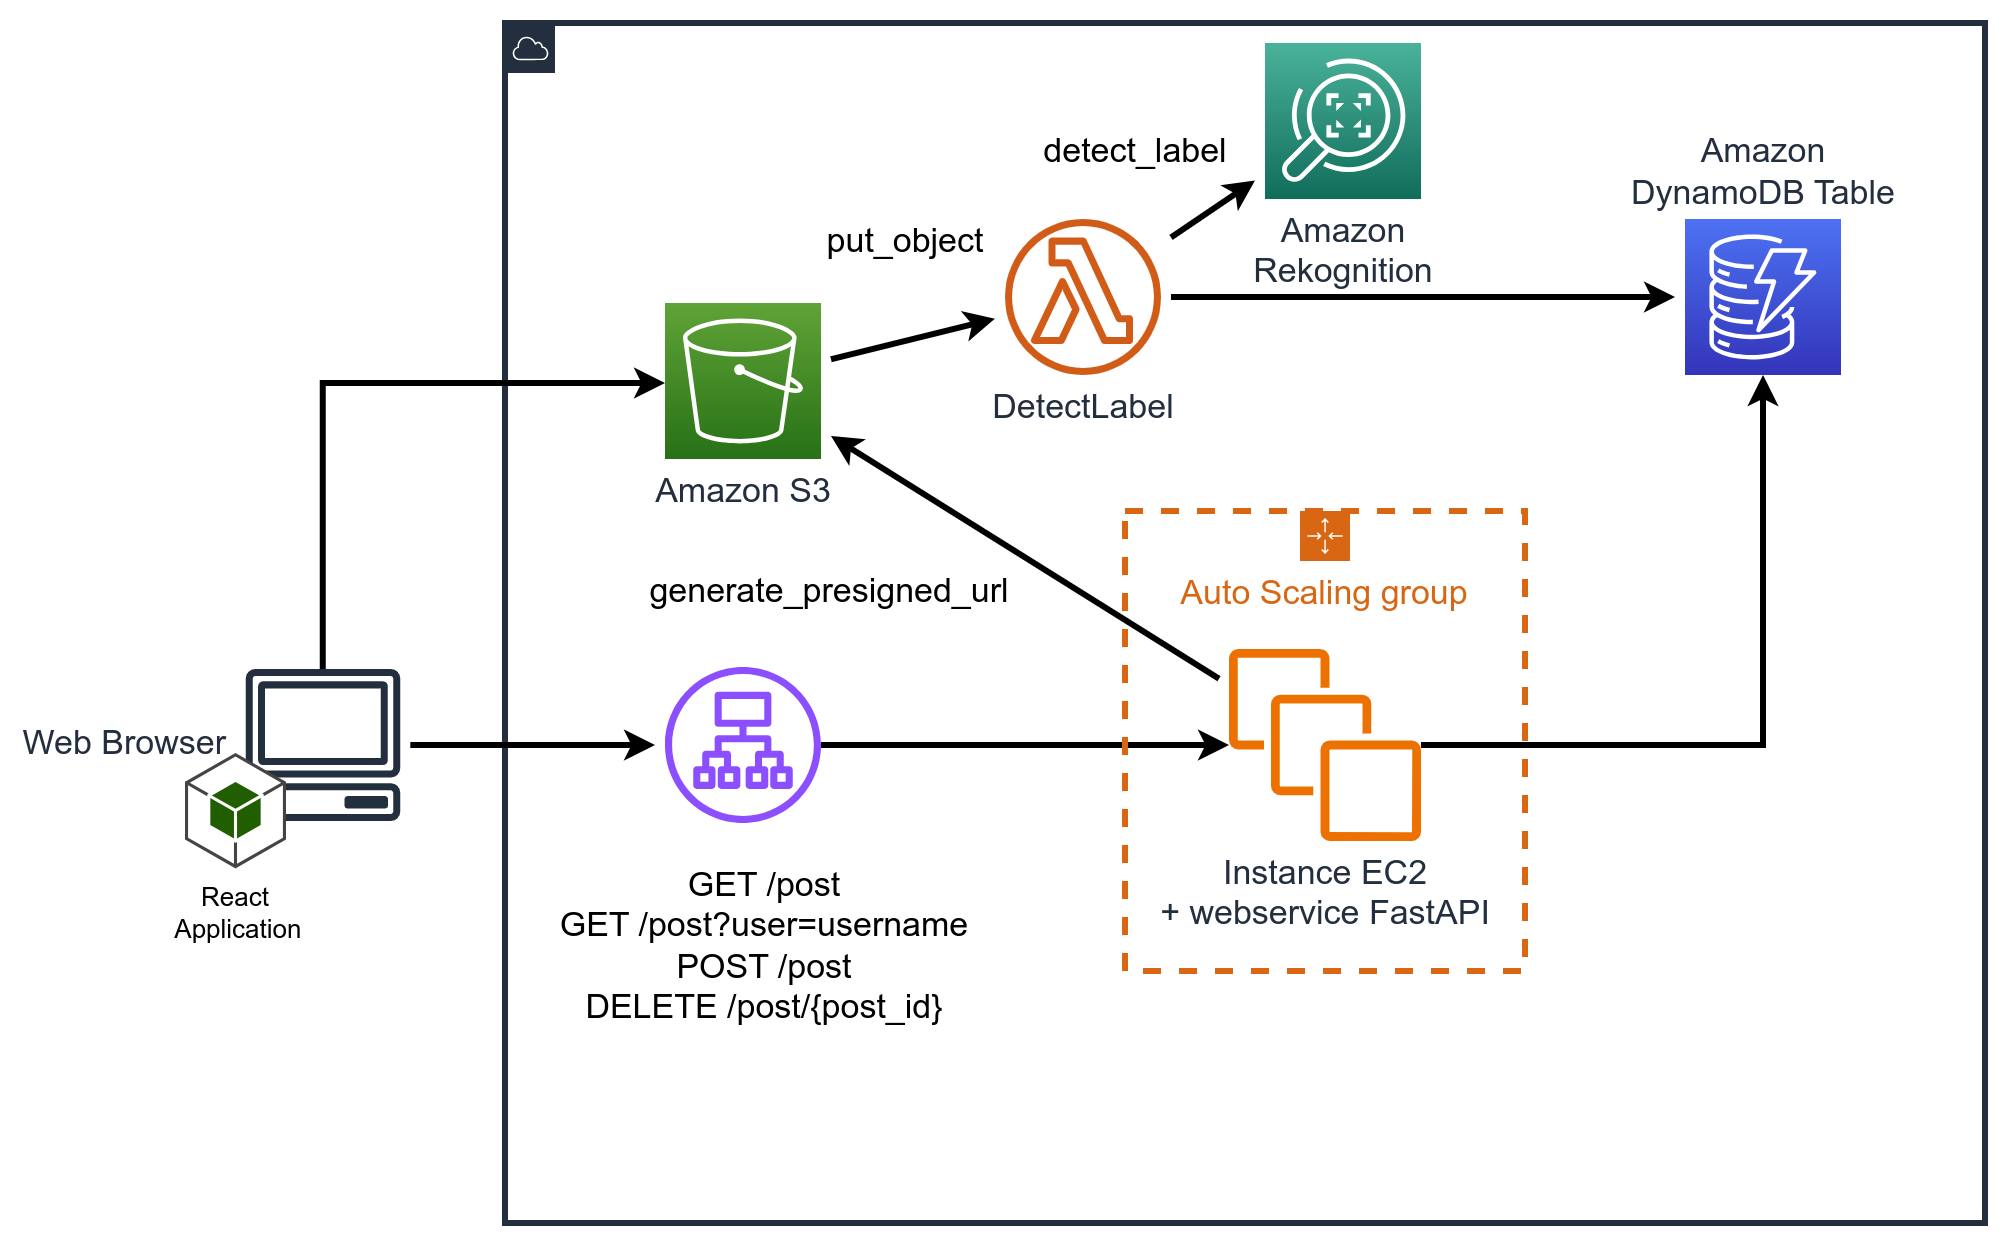 detect_label
Amazon
DynamoDB Table
put_object
Amazon
Rekognition
DetectLabel
Amazon S3
generate_presigned_url
Auto Scaling group
Web Browser
React
Application
GET /post
GET /post?user=username
POST /post
DELETE /post/{post_id}
Instance EC2
+ webservice FastAPI